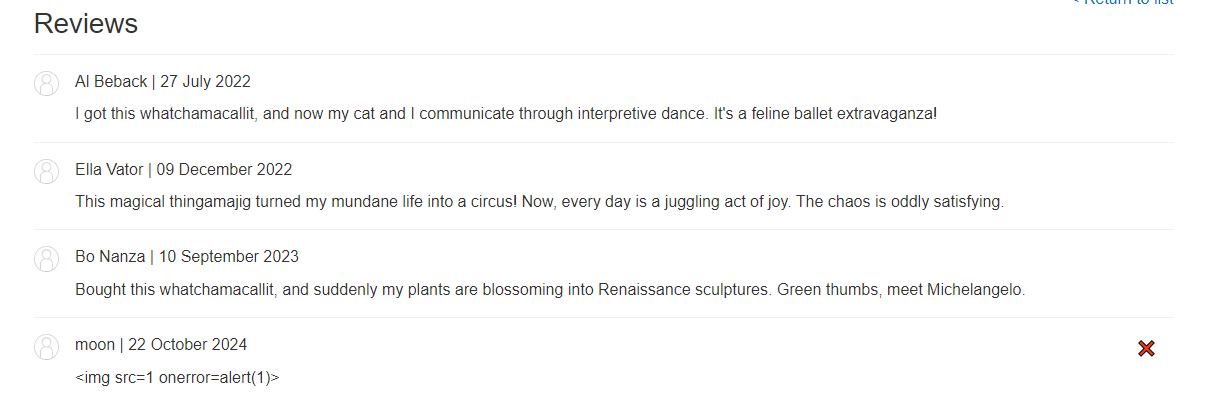 < Return to list
Reviews
Al Beback | 27 July 2022
I got this whatchamacallit, and now my cat and I communicate through interpretive dance. It's a feline ballet extravaganza!
Ella Vator | 09 December 2022
This magical thingamajig turned my mundane life into a circus! Now, every day is a juggling act of joy. The chaos is oddly satisfying.
Bo Nanza | 10 September 2023
Bought this whatchamacallit, and suddenly my plants are blossoming into Renaissance sculptures. Green thumbs, meet Michelangelo.
moon | 22 October 2024
<img src=1 onerror=alert(1)>